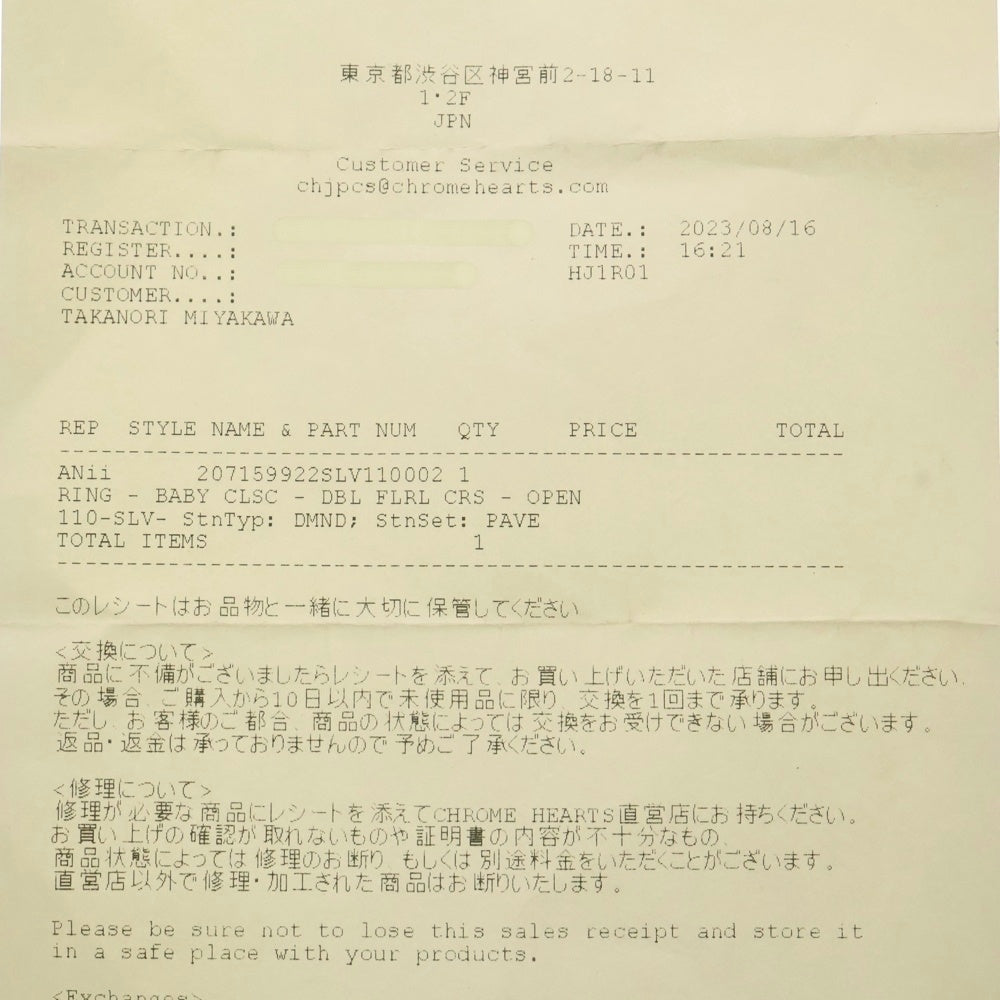 東京都渋谷区神宮前2-18-11
1・2F
JPN
Customer Service
chjpcs@chromehearts.com
TRANSACTION.: DATE.: 2023/08/16
REGISTER....: TIME.: 16:21
ACCOUNT NO..: HJ1R01
CUSTOMER....:
TAKANORI MIYAKAWA
REP STYLE NAME & PART NUM QTY PRICE TOTAL
ANii 207159922SLV110002 1
RING - BABY CLSC - DBL FLRL CRS - OPEN
110-SLV- StnTyp: DMND; StnSet: PAVE
TOTAL ITEMS 1
このレシートはお品物と一緒に大切に保管してください
<交換について>
商品に不備がございましたらレシートを添えて、お買い上げいただいた店舗にお申し出ください、
その場合、ご購入から10日以内で未使用品に限り、交換を1回まで承ります。
ただし、お客様のご都合、商品の状態によっては交換をお受けできない場合がございます。
返品・返金は承っておりませんので予めご了承ください。
<修理について>
修理が必要な商品にレシートを添えてCHROME HEARTS直営店にお持ちください。
お買い上げの確認が取れないものや証明書の内容が不十分なもの、
商品状態によっては修理のお断り、もしくは別途料金をいただくことがございます。
直営店以外で修理・加工された商品はお断りいたします。
Please be sure not to lose this sales receipt and store it
in a safe place with your products.
<Exchanges>